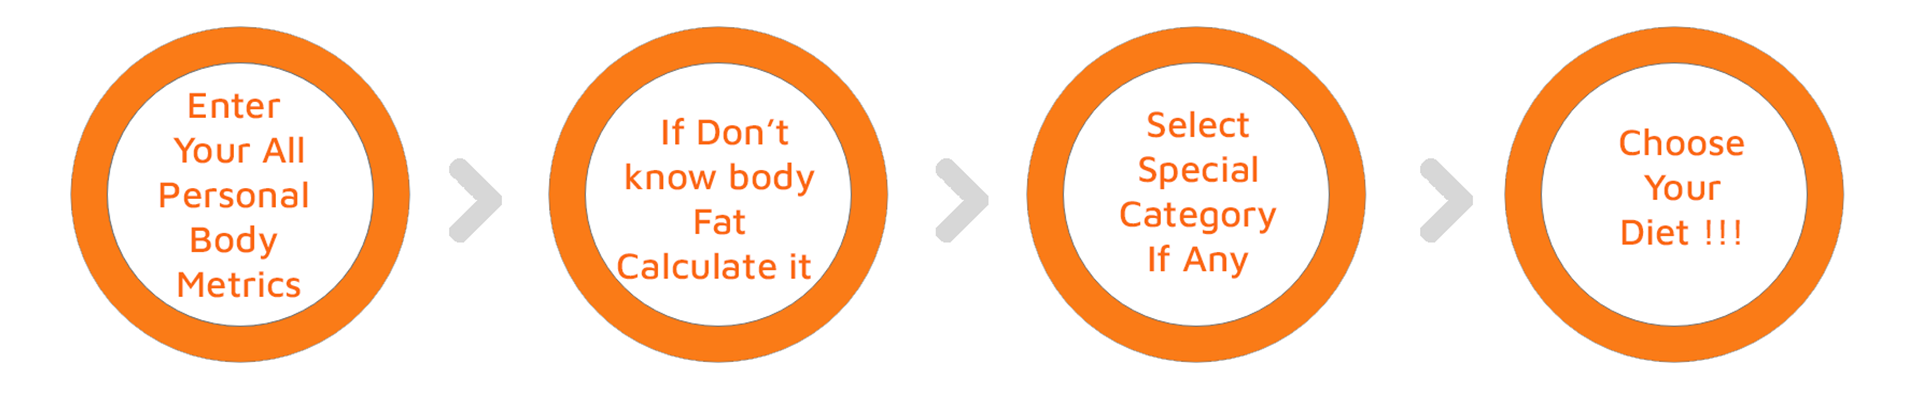 Enter
Your All
Personal
Body
Metrics
If Don’t
know body
Fat
Calculate it
Select
Special
Category
If Any
Choose
Your
Diet !!!